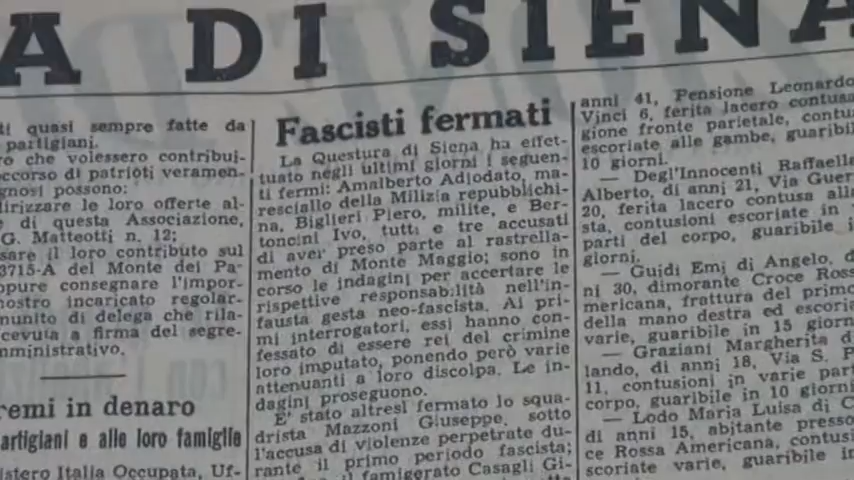 A DI SIENA
ti quasi sempre fatte da
partigiani.
ro che volessero contribui-
occorso di patrioti veramen-
gnosi possono:
dirizzare le loro offerte al-
e di questa Associazione,
G. Matteotti n. 12;
sare il loro contributo sul
3715-A del Monte dei Pa-
oppure consegnare l'impor-
nostro incaricato regolar-
munito di delega che rila-
cevuta a firma del segre-
mministrativo.
remi in denaro
artigiani e alle loro famiglie
istero Italia Occupata, Uf-
Fascisti fermati
La Questura di Siena ha effet-
tuato negli ultimi giorni i seguen-
ti fermi: Amalberto Adjodato, ma-
resciallo della Milizia repubblichi-
na, Biglieri Piero, milite, e Ber-
toncini Ivo, tutti e tre accusati
di aver preso parte al rastrella-
mento di Monte Maggio; sono in
corso le indagini per accertare le
rispettive responsabilità nell'in-
fausta gesta neo-fascista. Ai pri-
mi interrogatori, essi hanno con-
fessato di essere rei del crimine
loro imputato, ponendo però varie
attenuanti a loro discolpa. Le in-
dagini proseguono.
E' stato altresì fermato lo squa-
drista Mazzoni Giuseppe, sotto
l'accusa di violenze perpetrate du-
rante il primo periodo fascista;
il famigerato Casagli Gi-
anni 41, Pensione Leonardo
Vinci 6, ferita lacero contusa
gione fronte parietale, contu
escoriate alle gambe, guaribil
10 giorni.
— Degl'Innocenti Raffaella
Alberto, di anni 21, Via Guer
20, ferita lacero contusa alla
sta, contusioni escoriate in
parti del corpo, guaribile i
giorni.
— Guidi Emj di Angelo, d
ni 30, dimorante Croce Ross
mericana, frattura del primo
della mano destra ed escoria
varie, guaribile in 15 giorn
— Graziani Margherita d
lando, di anni 18, Via S. P
11, contusioni in varie part
corpo, guaribile in 10 giorni
— Lodo Maria Luisa di C
di anni 15, abitante presso
ce Rossa Americana, contusi
scoriate varie, guaribile in